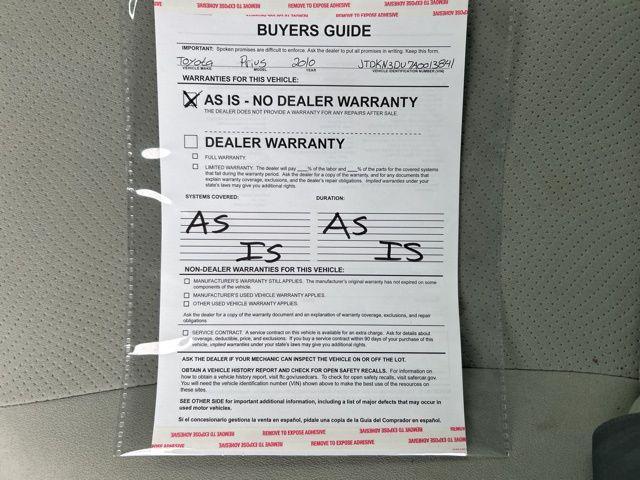 REMOVE TO EXPOSE ADHESIVE REMOVE TO EXPOSE ADHESIVE REMOVE TO EXPOSE ADHESIVE
BUYERS GUIDE
IMPORTANT: Spoken promises are difficult to enforce. Ask the dealer to put all promises in writing. Keep this form.
Toyota Prius 2010 JTDKN3DU7A0013841
VEHICLE MAKE MODEL YEAR VEHICLE IDENTIFICATION NUMBER (VIN)
WARRANTIES FOR THIS VEHICLE:
X AS IS - NO DEALER WARRANTY
THE DEALER DOES NOT PROVIDE A WARRANTY FOR ANY REPAIRS AFTER SALE.
DEALER WARRANTY
FULL WARRANTY.
LIMITED WARRANTY. The dealer will pay ____% of the labor and ____% of the parts for the covered systems
that fail during the warranty period. Ask the dealer for a copy of the warranty, and for any documents that
explain warranty coverage, exclusions, and the dealer's repair obligations. Implied warranties under your
state's laws may give you additional rights.
SYSTEMS COVERED: DURATION:
AS AS
IS IS
NON-DEALER WARRANTIES FOR THIS VEHICLE:
MANUFACTURER'S WARRANTY STILL APPLIES. The manufacturer's original warranty has not expired on some
components of the vehicle.
MANUFACTURER'S USED VEHICLE WARRANTY APPLIES.
OTHER USED VEHICLE WARRANTY APPLIES.
Ask the dealer for a copy of the warranty document and an explanation of warranty coverage, exclusions, and repair
obligations
SERVICE CONTRACT. A service contract on this vehicle is available for an extra charge. Ask for details about
coverage, deductible, price, and exclusions. If you buy a service contract within 90 days of your purchase of this
vehicle, implied warranties under your state's laws may give you additional rights.
ASK THE DEALER IF YOUR MECHANIC CAN INSPECT THE VEHICLE ON OR OFF THE LOT.
OBTAIN A VEHICLE HISTORY REPORT AND CHECK FOR OPEN SAFETY RECALLS. For information on
how to obtain a vehicle history report, visit ftc.gov/usedcars. To check for open safety recalls, visit safercar.gov.
You will need the vehicle identification number (VIN) shown above to make the best use of the resources on
these sites.
SEE OTHER SIDE for important additional information, including a list of major defects that may occur in
used motor vehicles.
Si el concesionario gestiona la venta en español, pídale una copia de la Guía del Comprador en español.
REMOVE TO EXPOSE ADHESIVE REMOVE TO EXPOSE ADHESIVE REMOVE TO EXPOSE ADHESIVE